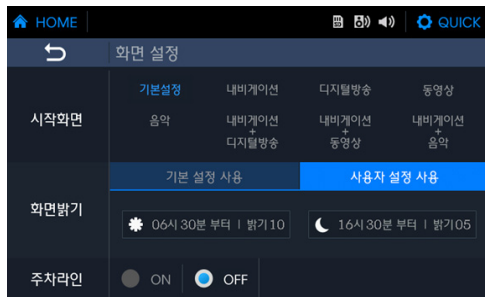 HOME QUICK
화면 설정
시작화면
기본설정 내비게이션 디지털방송 동영상
음악 내비게이션 + 디지털방송 내비게이션 + 동영상 내비게이션 + 음악
화면밝기
기본 설정 사용 사용자 설정 사용
06시 30분 부터 | 밝기10 16시 30분 부터 | 밝기05
주차라인 ON OFF